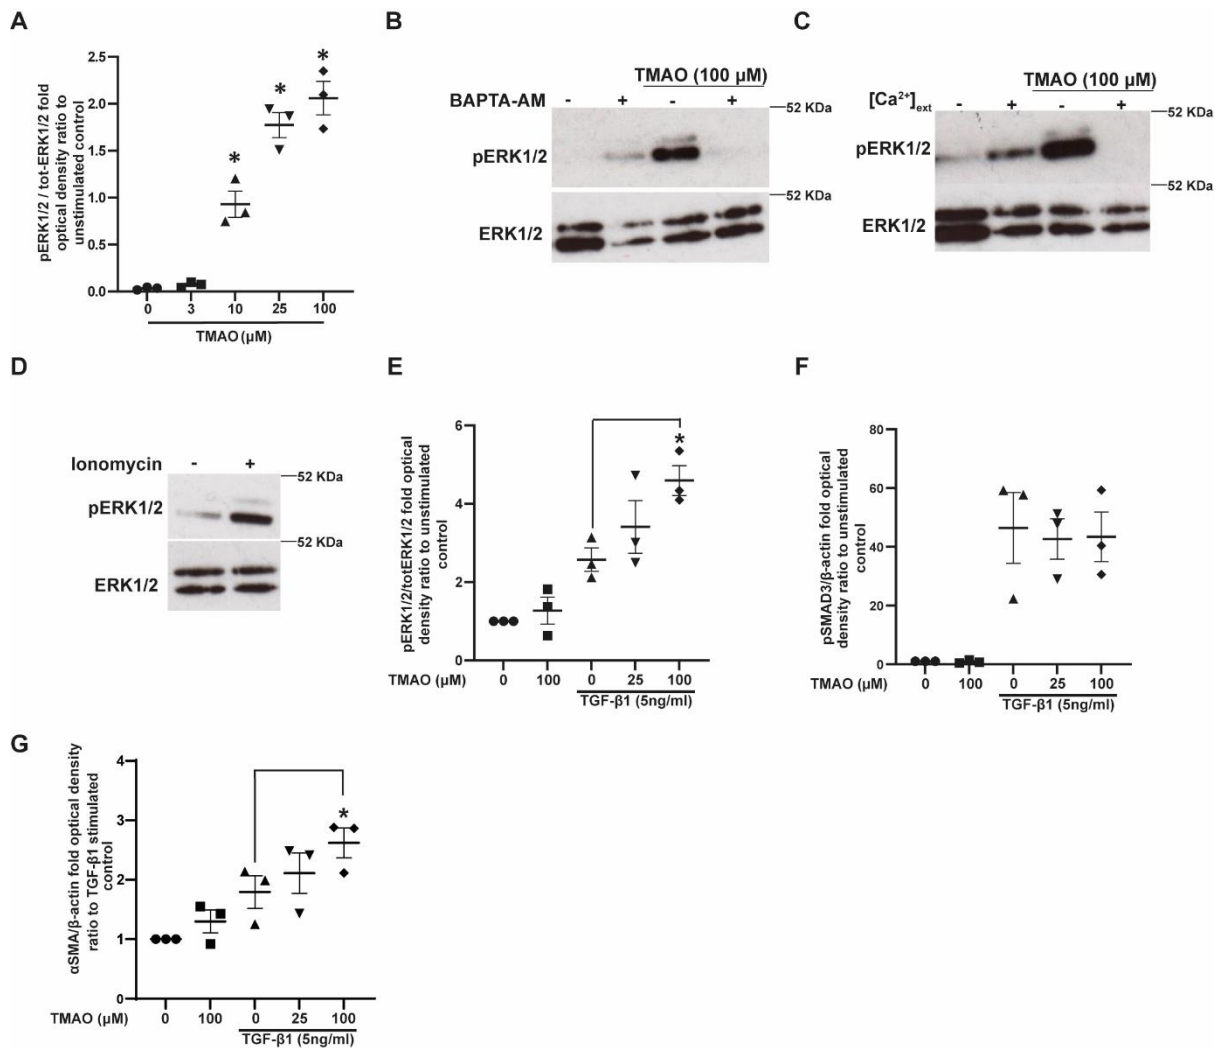 A
pERK1/2 / tot-ERK1/2 fold
optical density ratio to
unstimulated control
2.5
2.0
1.5
1.0
0.5
0.0
*
*
*
0 3 10 25 100
TMAO (µM)
B
TMAO (100 µM)
BAPTA-AM - + - +
52 KDa
pERK1/2
52 KDa
ERK1/2
C
TMAO (100 µM)
[Ca²⁺]ext - + - +
52 KDa
pERK1/2
52 KDa
ERK1/2
D
Ionomycin - +
52 KDa
pERK1/2
52 KDa
ERK1/2
E
pERK1/2/totERK1/2 fold optical
density ratio to unstimulated
control
6
4
2
0
*
TMAO (µM) 0 100 0 25 100
TGF-β1 (5ng/ml)
F
pSMAD3/β-actin fold optical
density ratio to unstimulated
control
80
60
40
20
0
TMAO (µM) 0 100 0 25 100
TGF-β1 (5ng/ml)
G
αSMA/β-actin fold optical density
ratio to TGF-β1 stimulated
control
4
3
2
1
0
*
TMAO (µM) 0 100 0 25 100
TGF-β1 (5ng/ml)